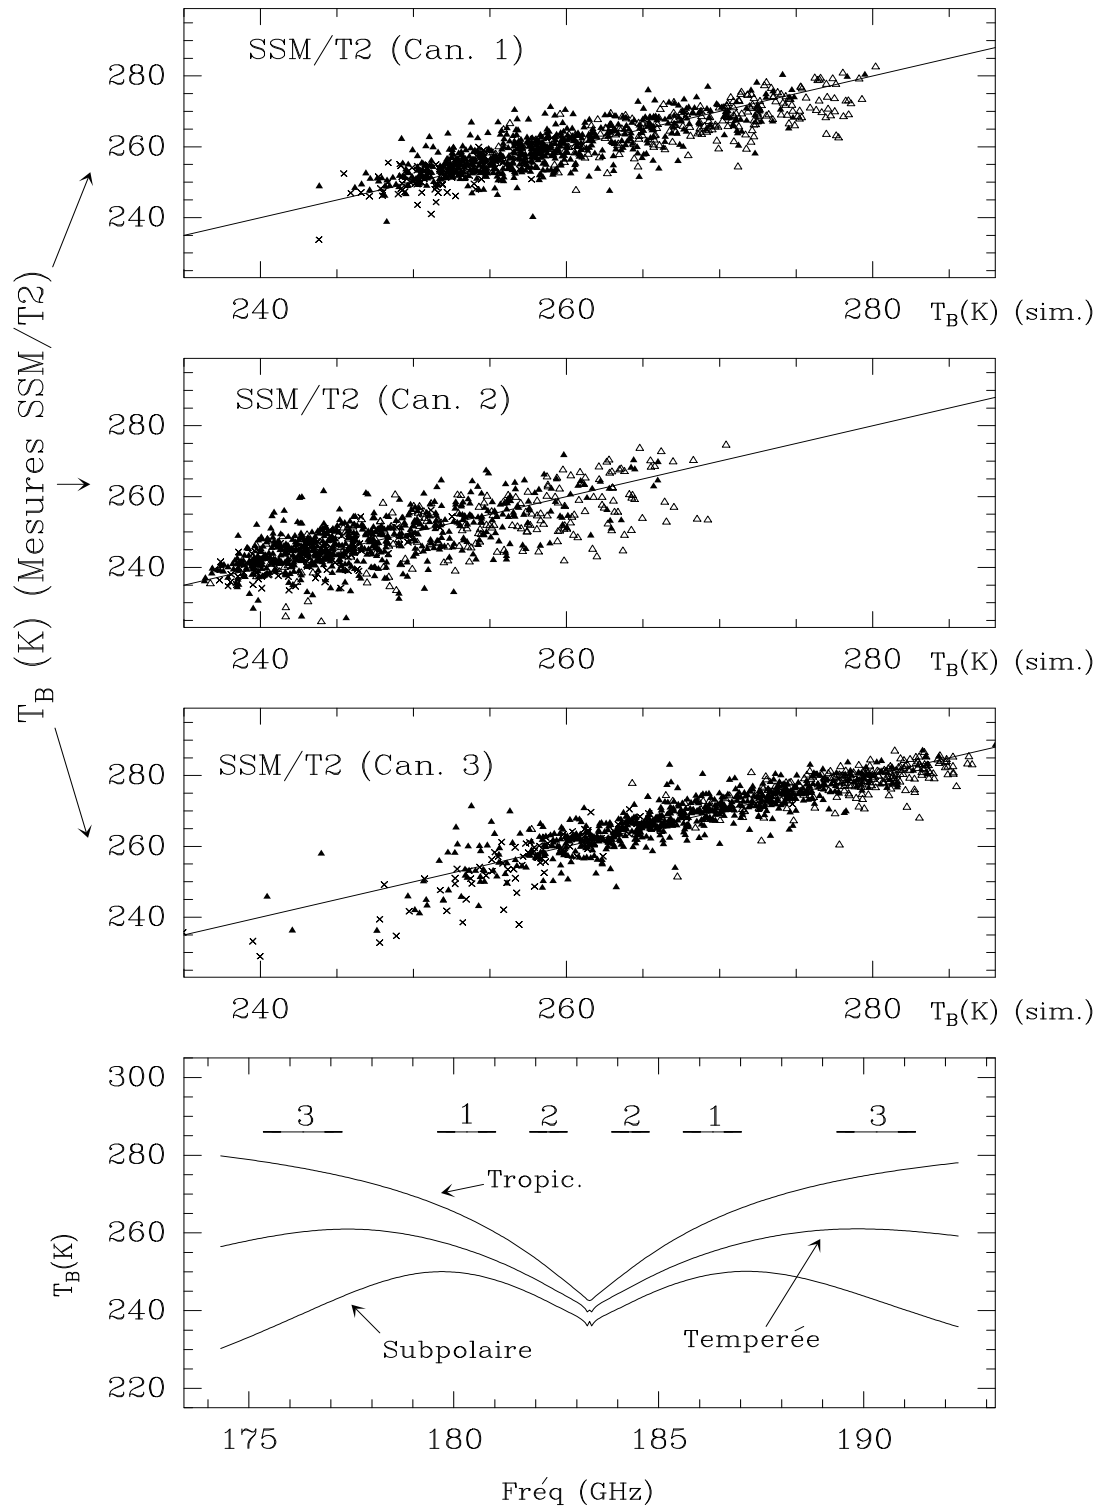 SSM/T2 (Can. 1)
280
260
240
240 260 280 T_B(K) (sim.)
T_B (K) (Mesures SSM/T2)
SSM/T2 (Can. 2)
280
260
240
240 260 280 T_B(K) (sim.)
SSM/T2 (Can. 3)
280
260
240
240 260 280 T_B(K) (sim.)
300
3 1 2 2 1 3
280
Tropic.
260
T_B(K)
240
Subpolaire
Temperée
220
175 180 185 190
Fréq (GHz)